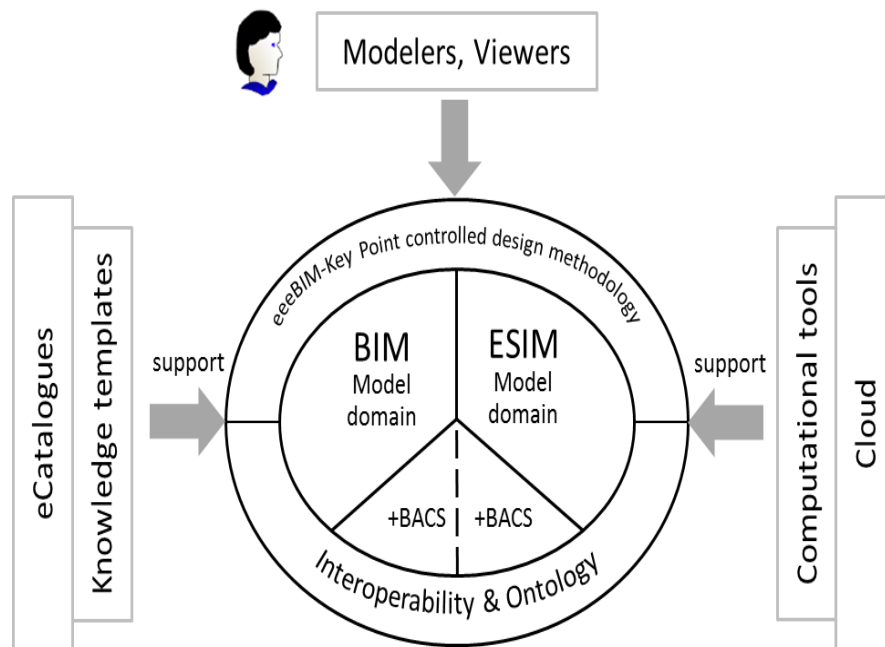 Modelers, Viewers
eeeBIM-Key Point controlled design methodology
eCatalogues
Knowledge templates
support
BIM
Model
domain
ESIM
Model
domain
support
Computational tools
Cloud
+BACS
+BACS
Interoperability & Ontology